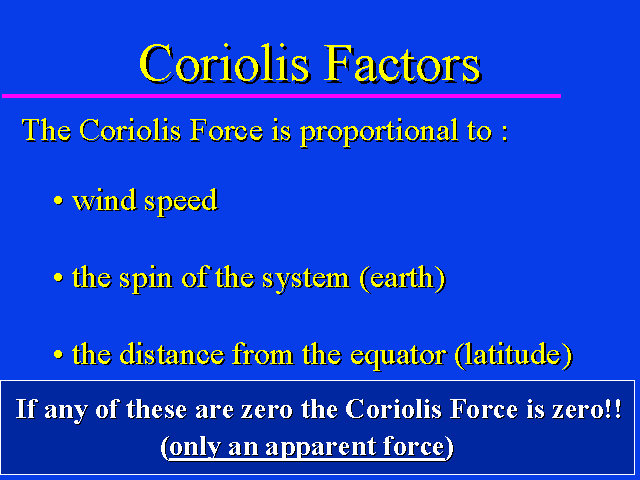 Coriolis Factors
The Coriolis Force is proportional to :
• wind speed
• the spin of the system (earth)
• the distance from the equator (latitude)
If any of these are zero the Coriolis Force is zero!!
(only an apparent force)